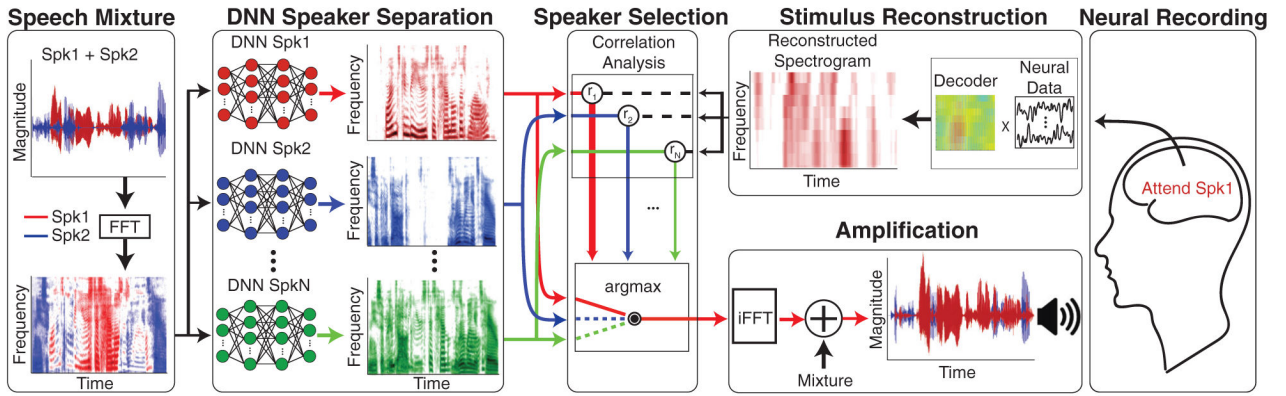 Speech Mixture
Spk1 + Spk2
Magnitude
Spk1
Spk2
FFT
Frequency
Time
DNN Speaker Separation
DNN Spk1
Frequency
DNN Spk2
Frequency
DNN SpkN
Frequency
Time
Speaker Selection
Correlation
Analysis
r1
r2
rN
...
argmax
Stimulus Reconstruction
Reconstructed
Spectrogram
Frequency
Time
Decoder
X
Neural
Data
Amplification
iFFT
Mixture
Magnitude
Time
Neural Recording
Attend Spk1